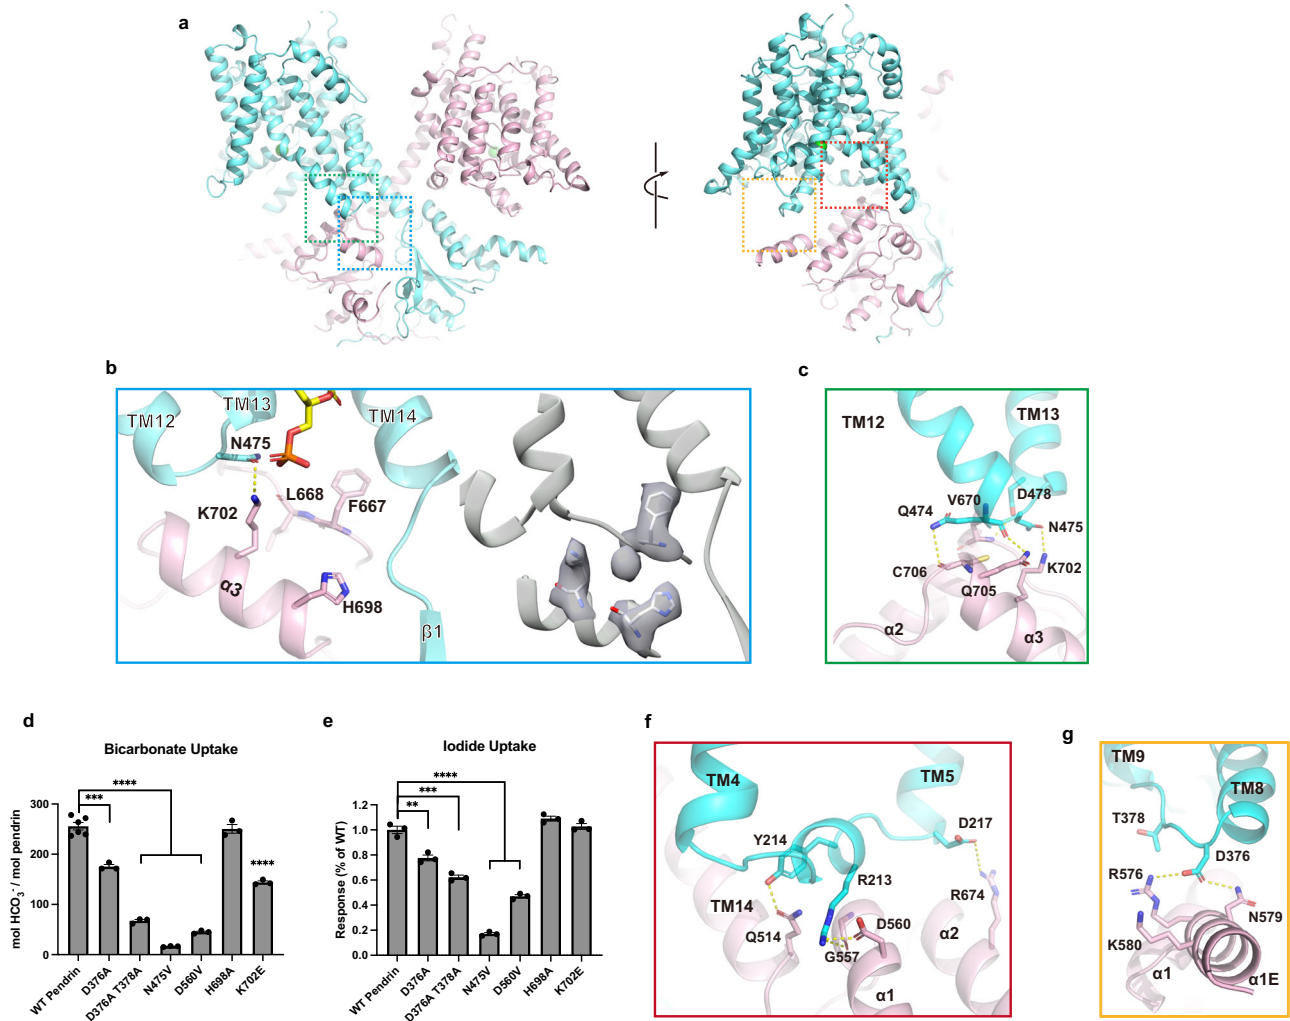 a
b
TM12
TM13
TM14
N475
L668
F667
K702
α3
H698
β1
c
TM12
TM13
V670
D478
Q474
N475
C706
K702
Q705
α2
α3
d
Bicarbonate Uptake
****
***
****
mol HCO3- / mol pendrin
300
200
100
0
WT Pendrin
D376A
D376A T378A
N475V
D560V
H698A
K702E
e
Iodide Uptake
****
***
**
Response (% of WT)
1.2
1.0
0.8
0.6
0.4
0.2
0.0
WT Pendrin
D376A
D376A T378A
N475V
D560V
H698A
K702E
f
TM4
TM5
Y214
D217
R213
TM14
R674
D560
Q514
G557
α2
α1
g
TM9
TM8
T378
D376
R576
N579
K580
α1
α1E